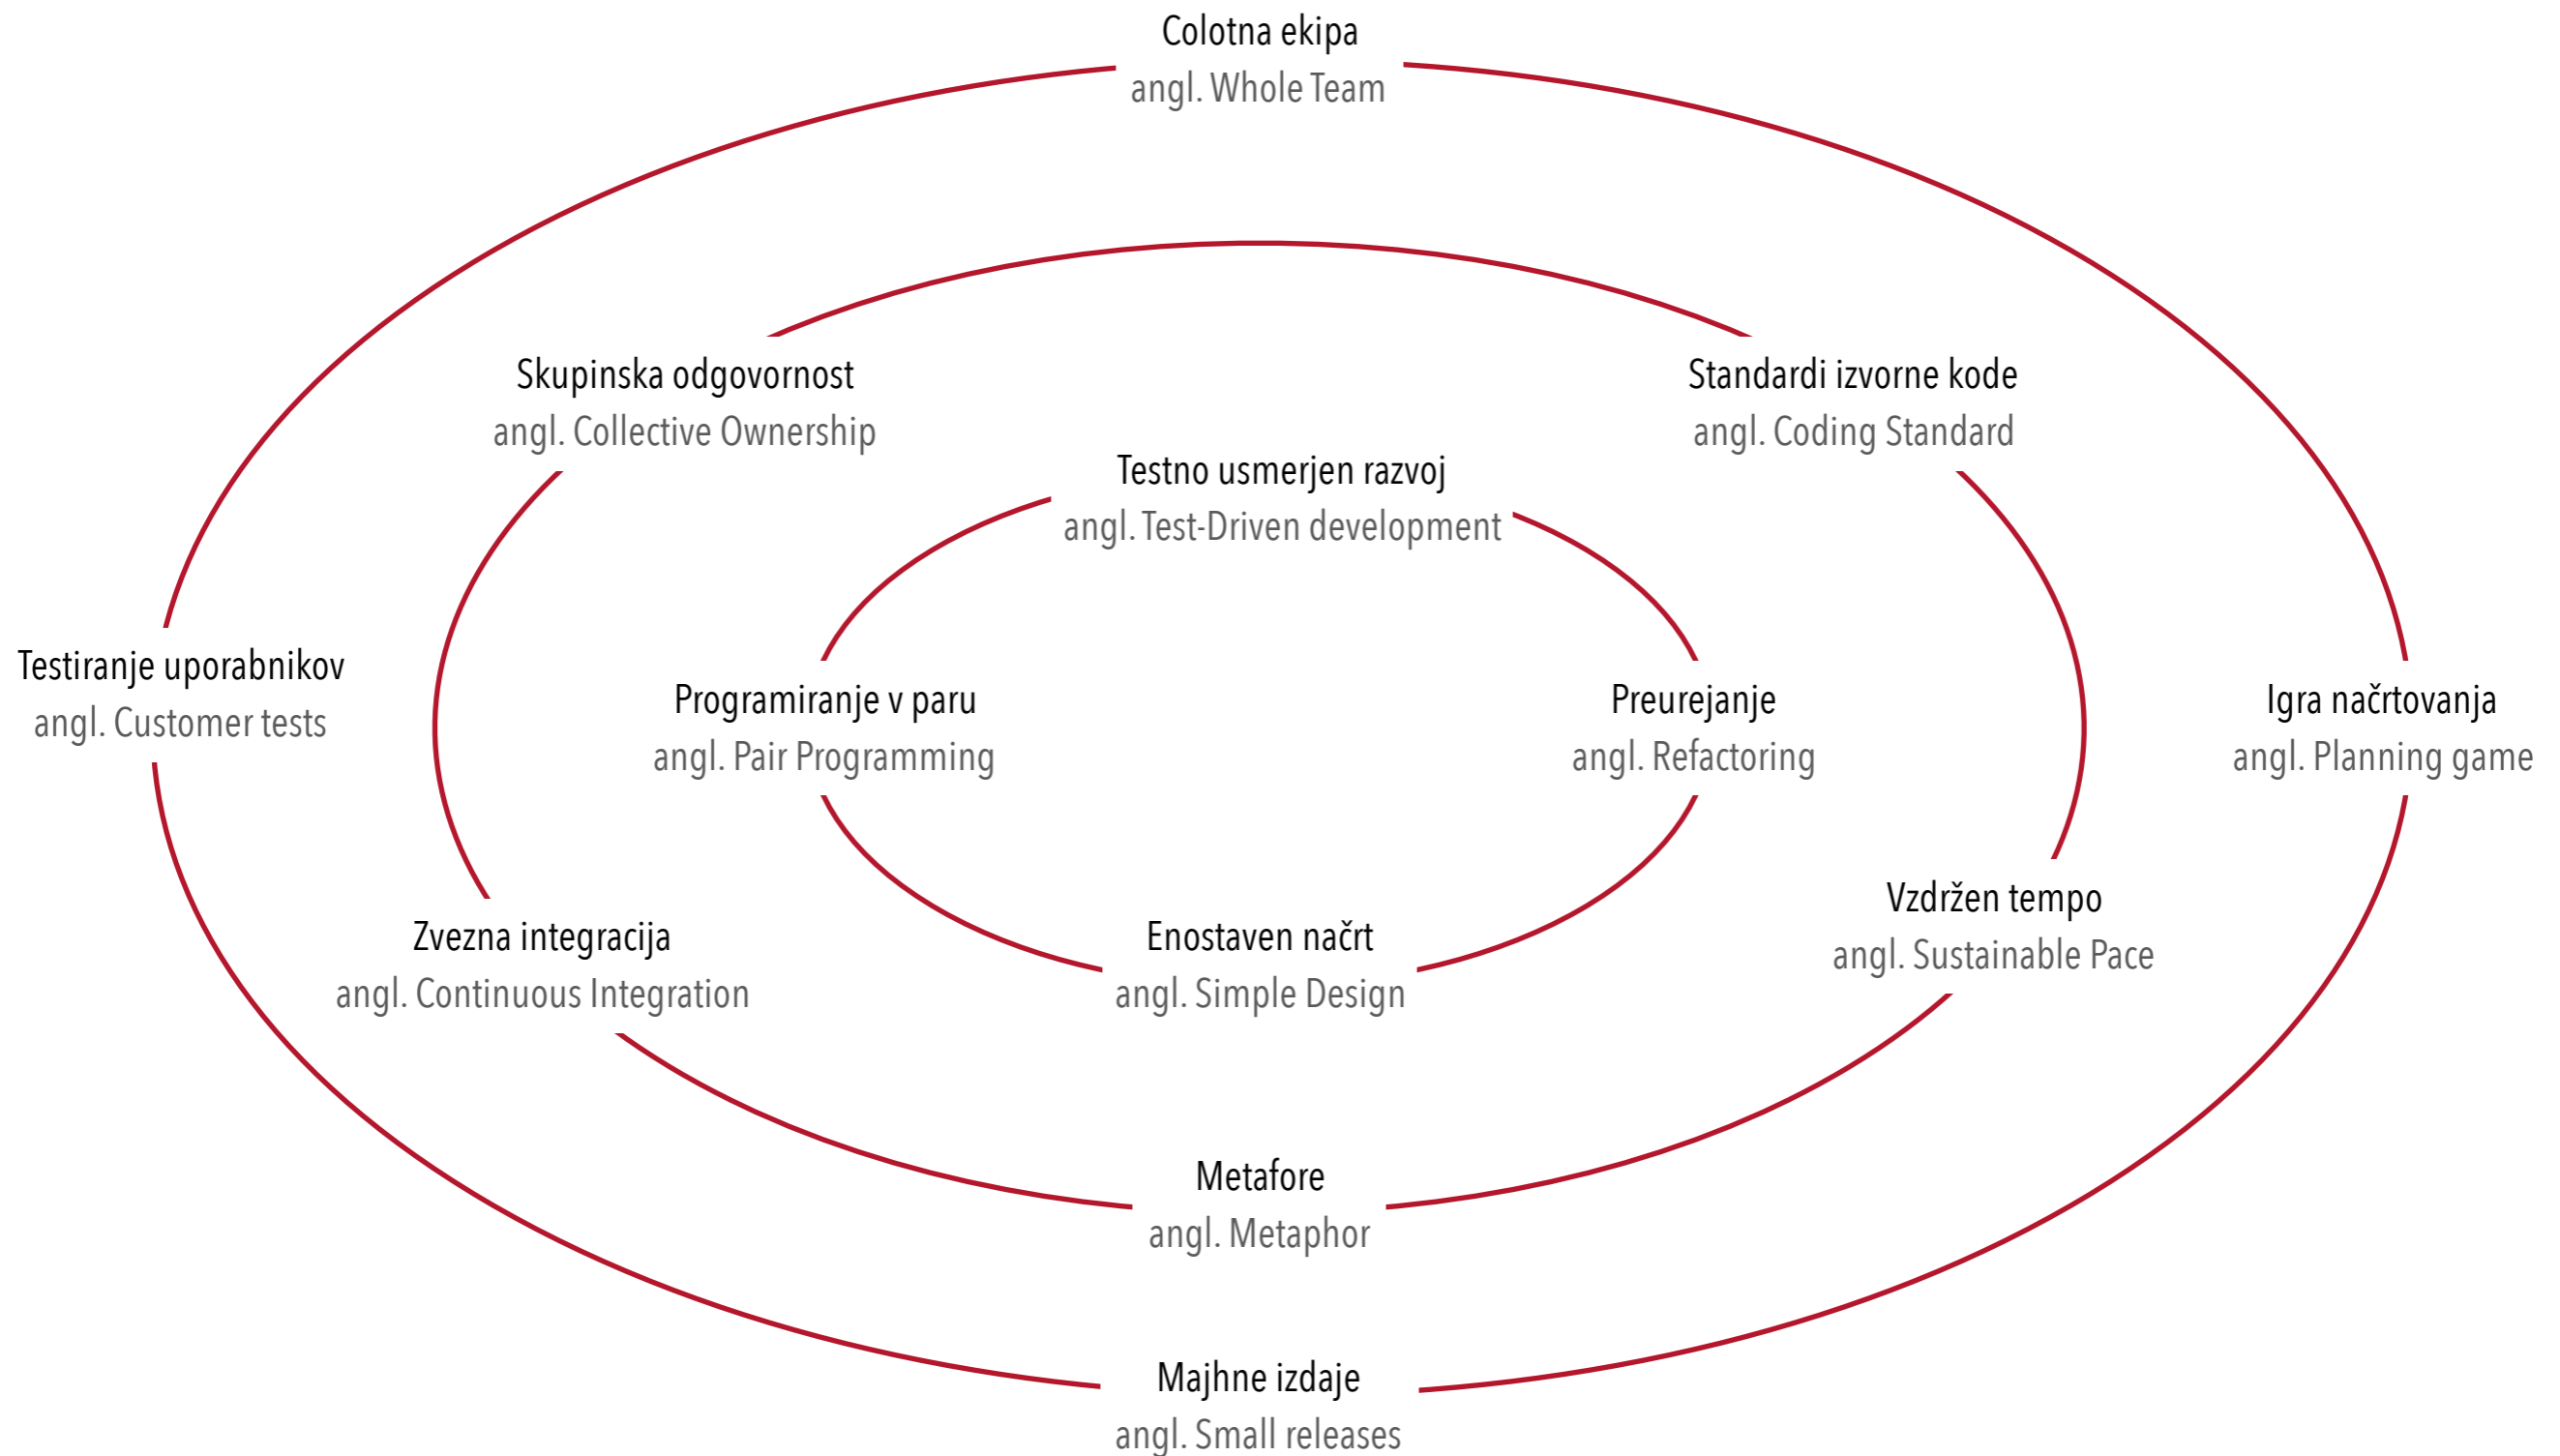 Colotna ekipa
angl. Whole Team
Skupinska odgovornost
angl. Collective Ownership
Standardi izvorne kode
angl. Coding Standard
Testno usmerjen razvoj
angl. Test-Driven development
Testiranje uporabnikov
angl. Customer tests
Programiranje v paru
angl. Pair Programming
Preurejanje
angl. Refactoring
Igra načrtovanja
angl. Planning game
Zvezna integracija
angl. Continuous Integration
Enostaven načrt
angl. Simple Design
Vzdržen tempo
angl. Sustainable Pace
Metafore
angl. Metaphor
Majhne izdaje
angl. Small releases